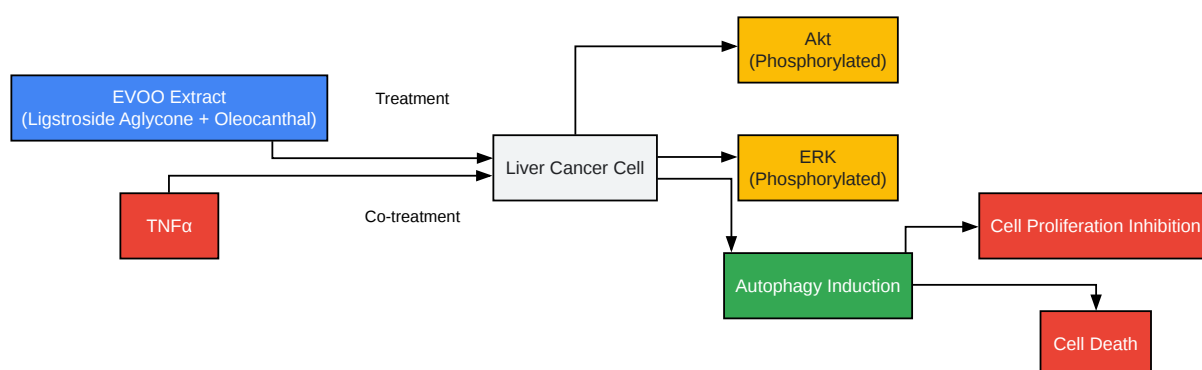 EVOO Extract
(Ligstroside Aglycone + Oleocanthal)
Treatment
TNFα
Co-treatment
Liver Cancer Cell
Akt
(Phosphorylated)
ERK
(Phosphorylated)
Autophagy Induction
Cell Proliferation Inhibition
Cell Death